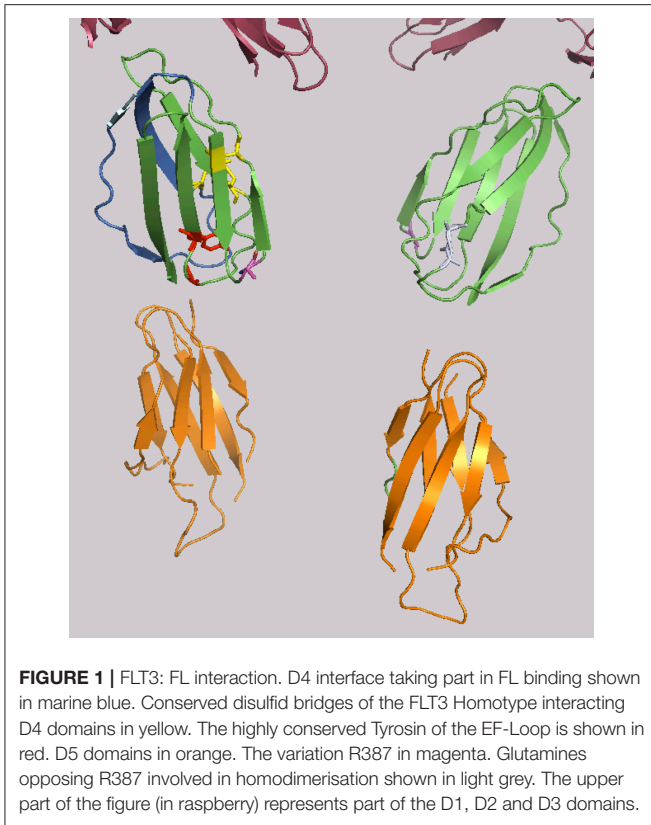 FIGURE 1 | FLT3: FL interaction. D4 interface taking part in FL binding shown
in marine blue. Conserved disulfid bridges of the FLT3 Homotype interacting
D4 domains in yellow. The highly conserved Tyrosin of the EF-Loop is shown in
red. D5 domains in orange. The variation R387 in magenta. Glutamines
opposing R387 involved in homodimerisation shown in light grey. The upper
part of the figure (in raspberry) represents part of the D1, D2 and D3 domains.